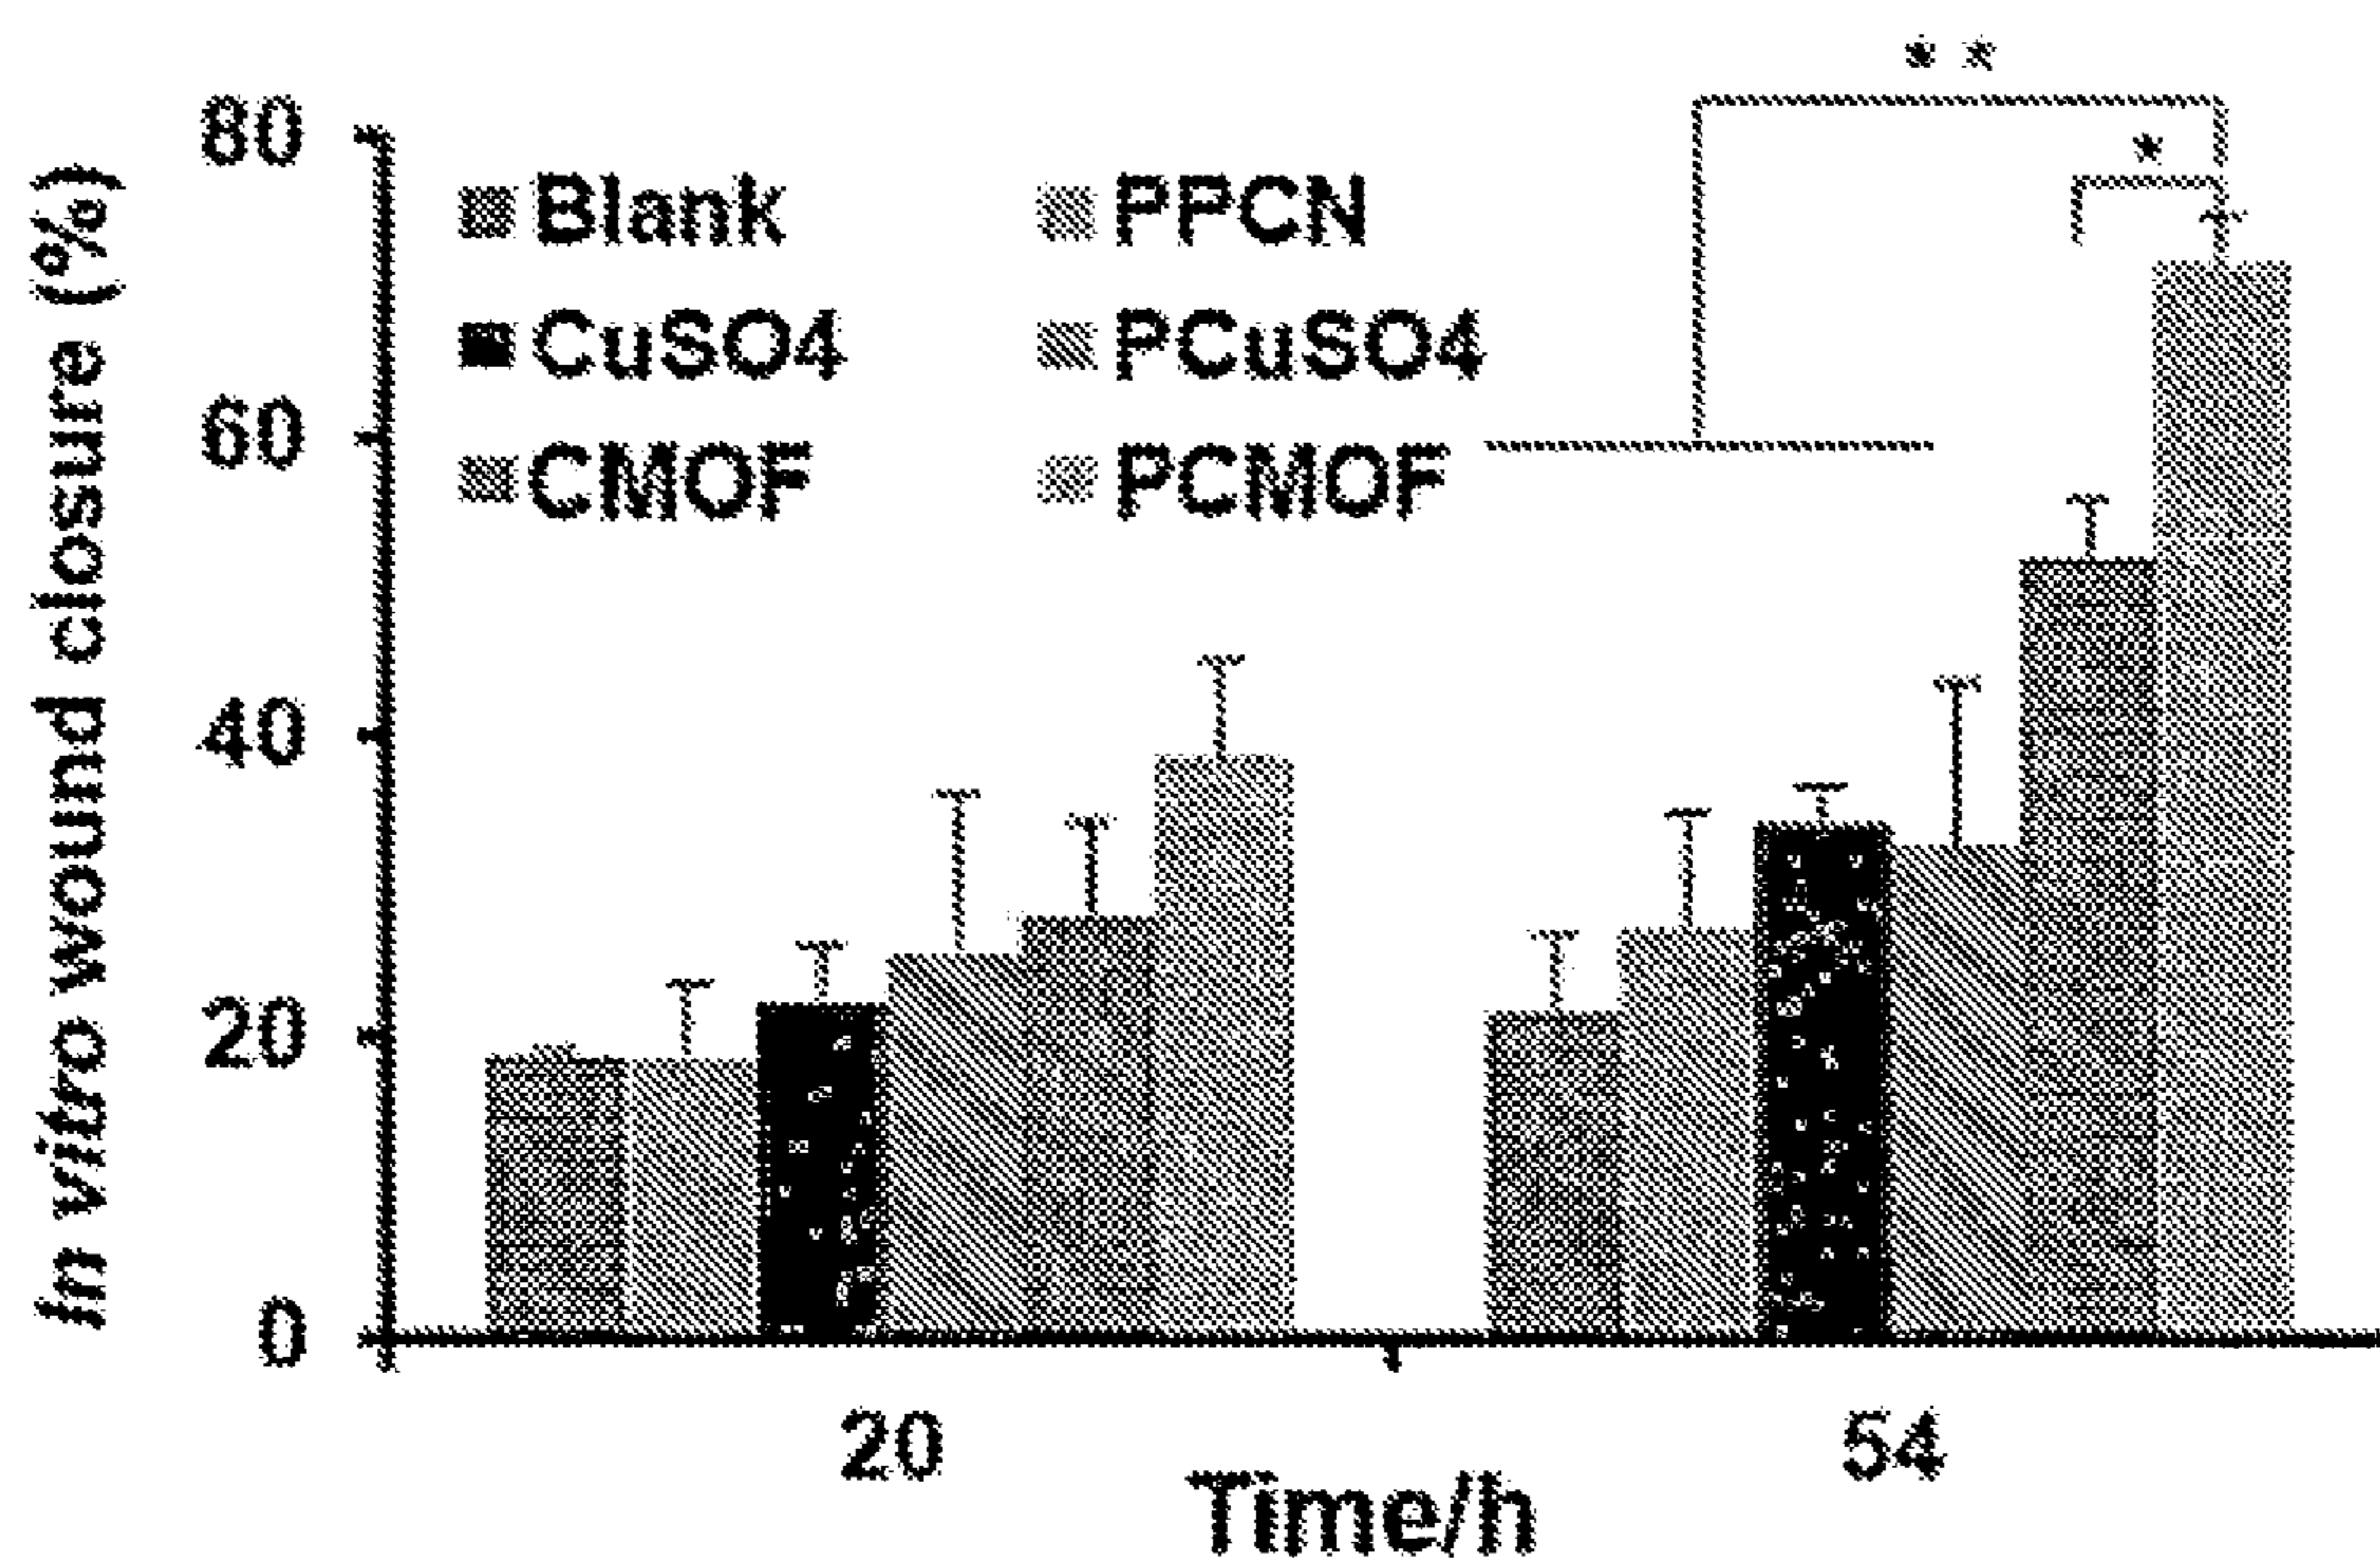 In vitro wound closure (%)
80
60
40
20
0
Blank PPCN
CuSO4 PCuSO4
CMOF PCMOF
* *
*
20 54
Time/h